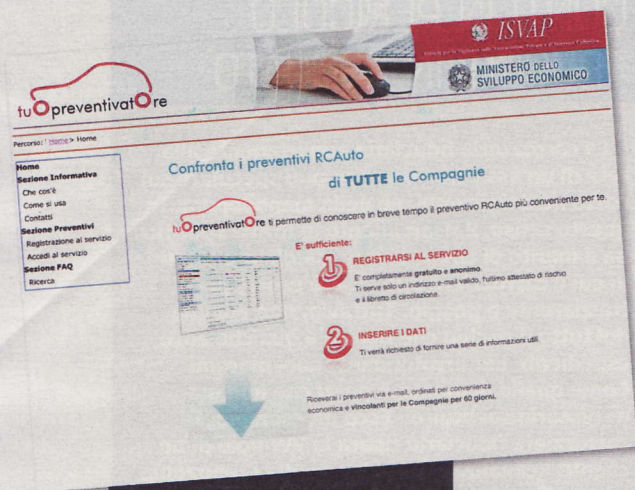 ISVAP
MINISTERO DELLO
SVILUPPO ECONOMICO
tuOpreventivatOre
Percorso: Home > Home
Home
Sezione Informativa
Che cos'è
Come si usa
Contatti
Sezione Preventivi
Registrazione al servizio
Accedi al servizio
Sezione FAQ
Ricerca
Confronta i preventivi RCAuto
di TUTTE le Compagnie
tuOpreventivatOre ti permette di conoscere in breve tempo il preventivo RCAuto più conveniente per te.
E' sufficiente:
1 REGISTRARSI AL SERVIZIO
E' completamente gratuito e anonimo.
Ti serve solo un indirizzo e-mail valido, l'ultimo attestato di rischio
e il libretto di circolazione.
2 INSERIRE I DATI
Ti verrà richiesto di fornire una serie di informazioni utili.
Riceverai i preventivi via e-mail, ordinati per convenienza
economica e vincolanti per le Compagnie per 60 giorni.